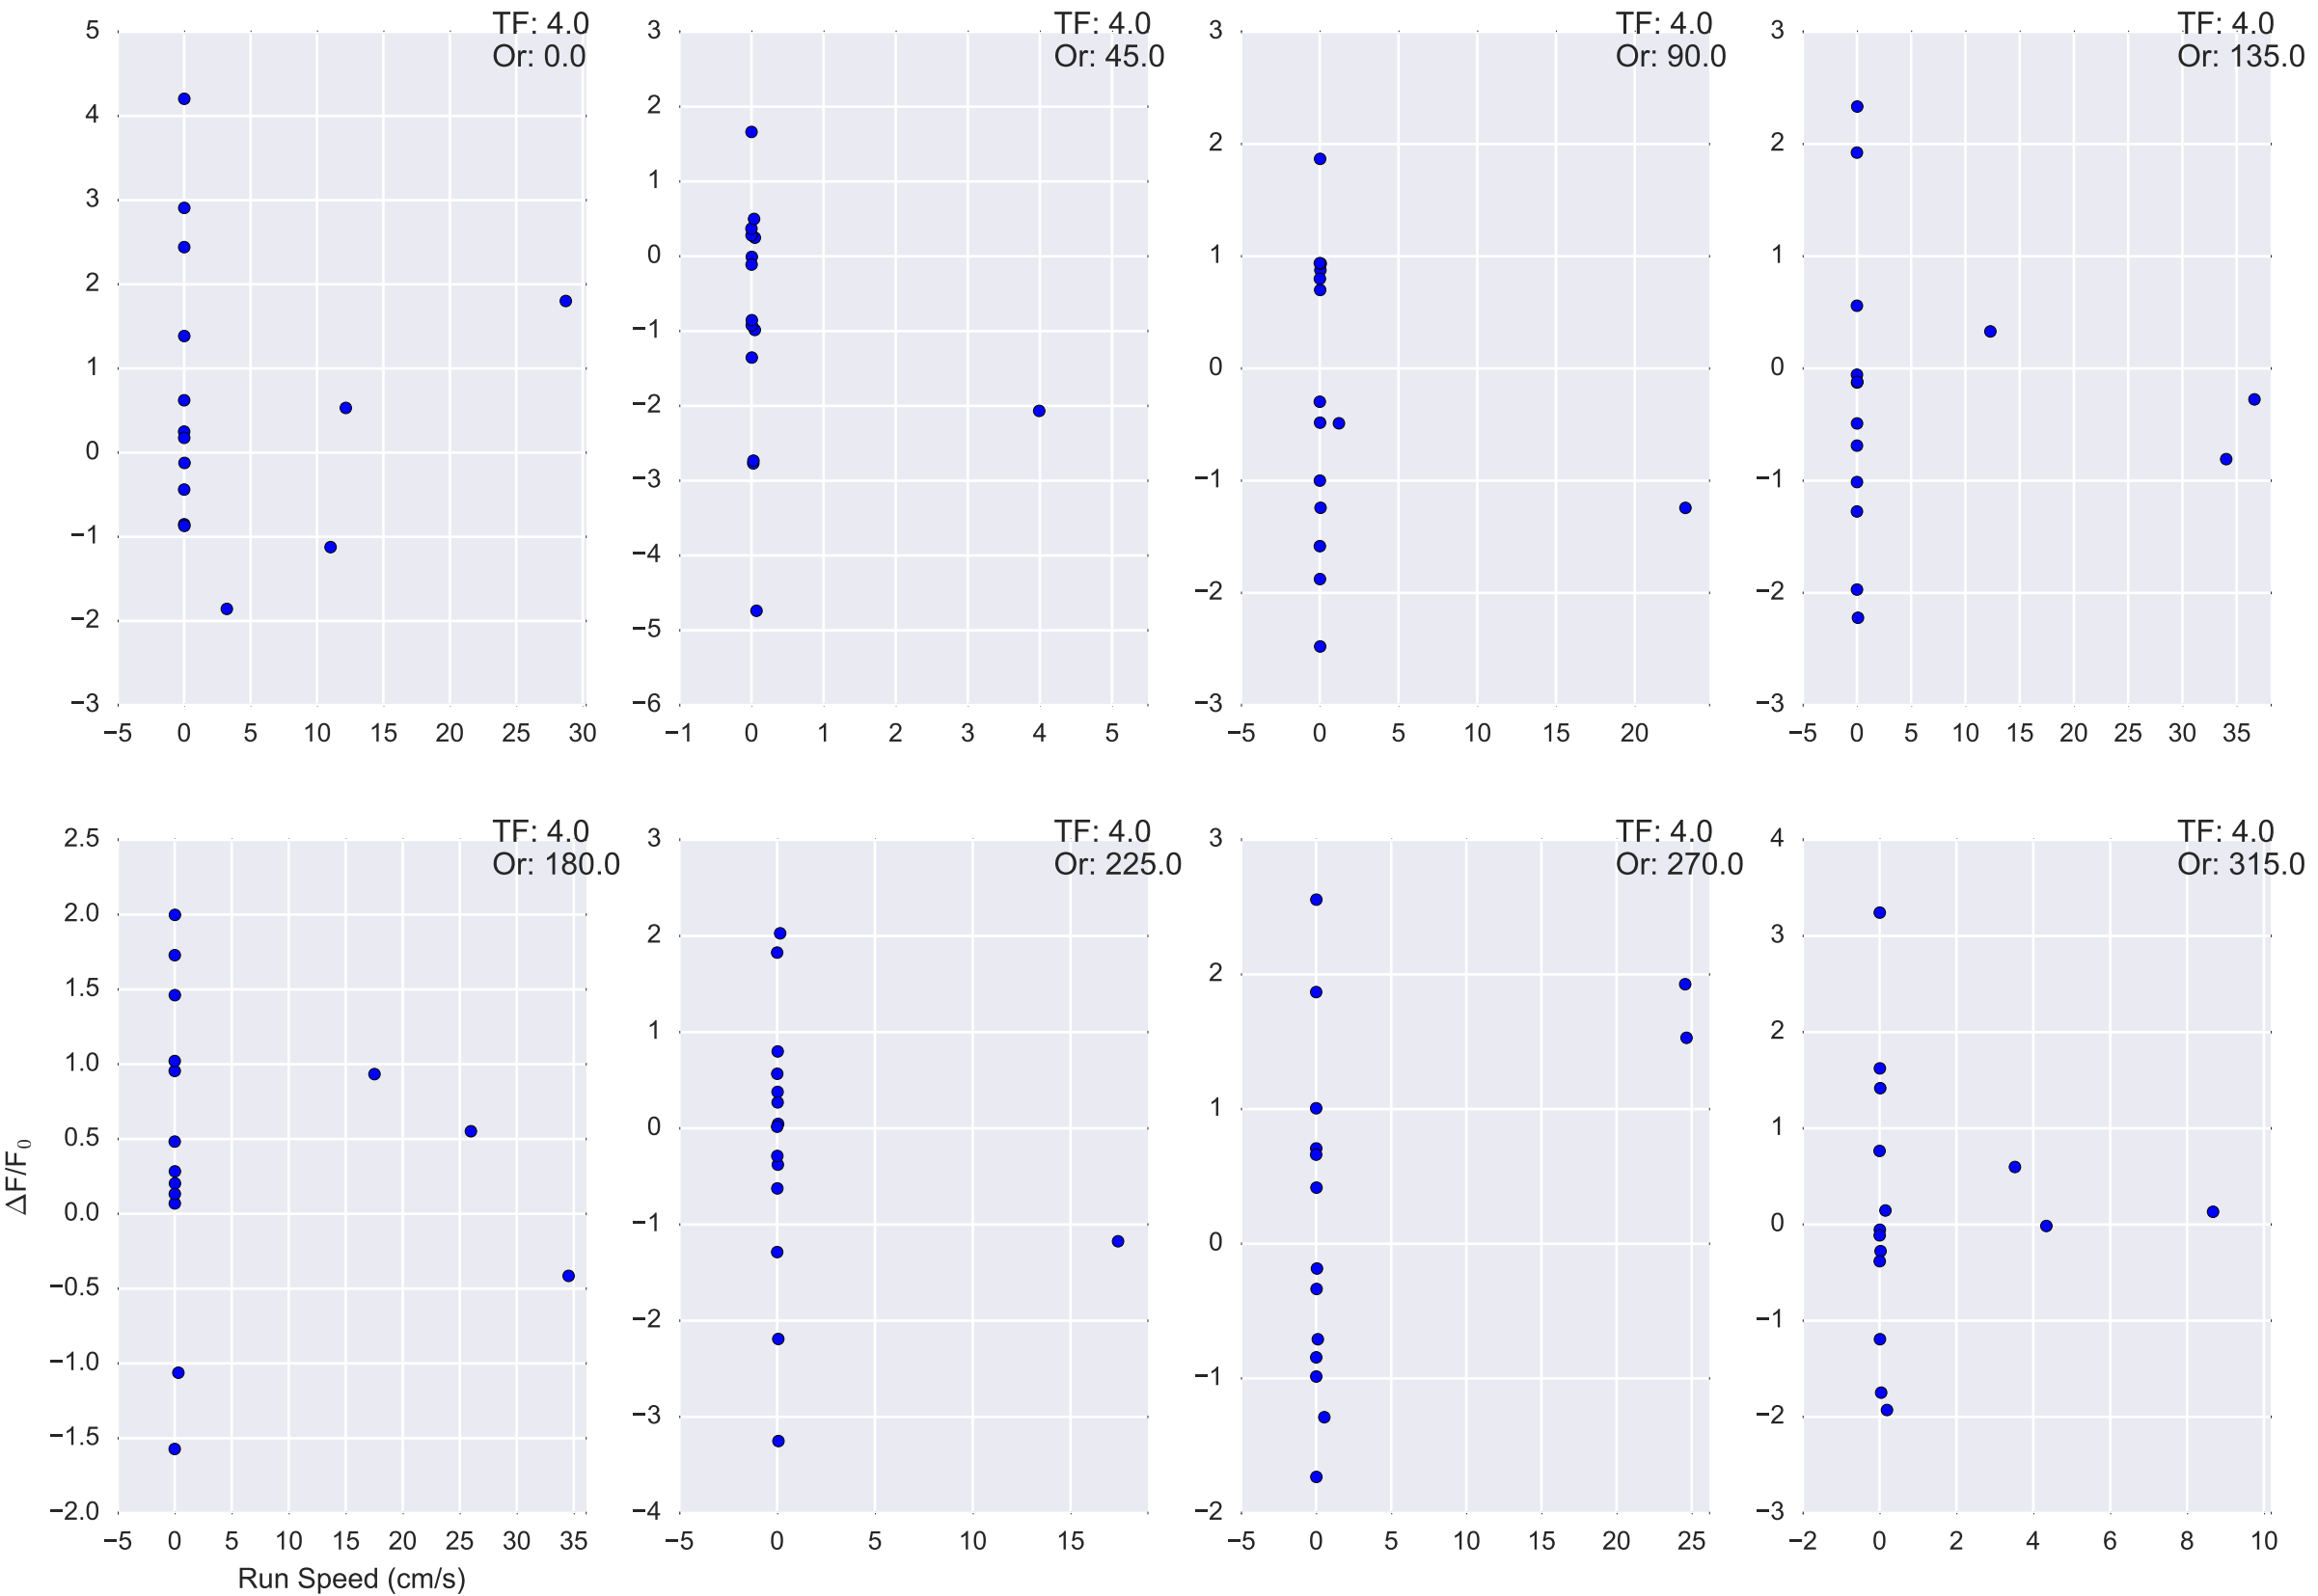 TF: 4.0
Or: 0.0
5
4
3
2
1
0
−1
−2
−3
−5 0 5 10 15 20 25 30
TF: 4.0
Or: 45.0
3
2
1
0
−1
−2
−3
−4
−5
−6
−1 0 1 2 3 4 5
TF: 4.0
Or: 90.0
3
2
1
0
−1
−2
−3
−5 0 5 10 15 20
TF: 4.0
Or: 135.0
3
2
1
0
−1
−2
−3
−5 0 5 10 15 20 25 30 35
TF: 4.0
Or: 180.0
2.5
2.0
1.5
1.0
0.5
0.0
−0.5
−1.0
−1.5
−2.0
ΔF/F₀
−5 0 5 10 15 20 25 30 35
Run Speed (cm/s)
TF: 4.0
Or: 225.0
3
2
1
0
−1
−2
−3
−4
−5 0 5 10 15
TF: 4.0
Or: 270.0
3
2
1
0
−1
−2
−5 0 5 10 15 20 25
TF: 4.0
Or: 315.0
4
3
2
1
0
−1
−2
−3
−2 0 2 4 6 8 10